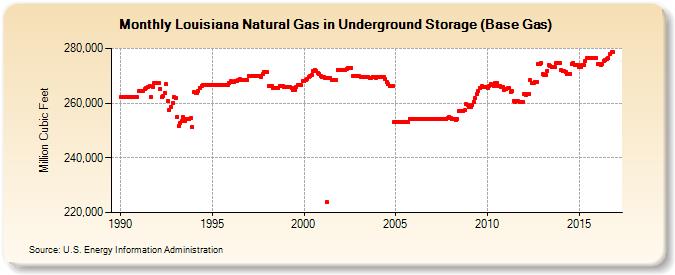 Monthly Louisiana Natural Gas in Underground Storage (Base Gas)
Million Cubic Feet
280,000
260,000
240,000
220,000
1990 1995 2000 2005 2010 2015
Source: U.S. Energy Information Administration